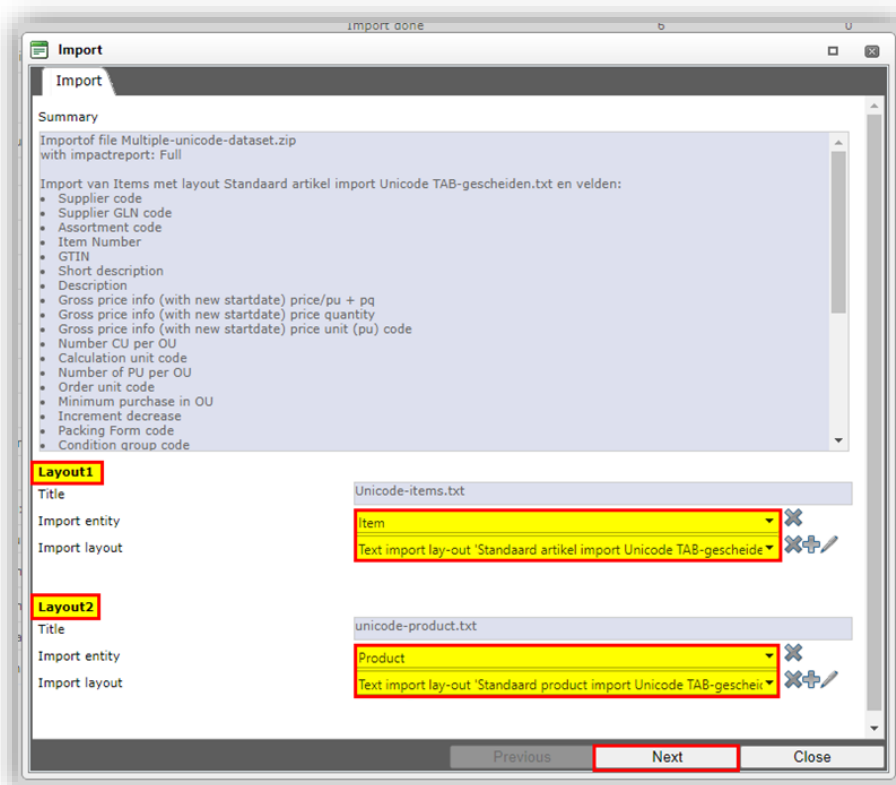 Import done 6 0
Import
Import
Summary
Importof file Multiple-unicode-dataset.zip
with impactreport: Full
Import van Items met layout Standaard artikel import Unicode TAB-gescheiden.txt en velden:
• Supplier code
• Supplier GLN code
• Assortment code
• Item Number
• GTIN
• Short description
• Description
• Gross price info (with new startdate) price/pu + pq
• Gross price info (with new startdate) price quantity
• Gross price info (with new startdate) price unit (pu) code
• Number CU per OU
• Calculation unit code
• Number of PU per OU
• Order unit code
• Minimum purchase in OU
• Increment decrease
• Packing Form code
• Condition group code
Layout1
Title Unicode-items.txt
Import entity Item
Import layout Text import lay-out 'Standaard artikel import Unicode TAB-gescheide
Layout2
Title unicode-product.txt
Import entity Product
Import layout Text import lay-out 'Standaard product import Unicode TAB-gescheid
Previous Next Close